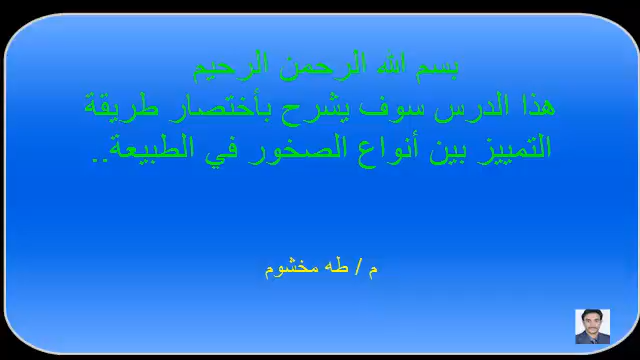 بسم الله الرحمن الرحيم
هذا الدرس سوف يشرح بأختصار طريقة
التمييز بين أنواع الصخور في الطبيعة..
م / طه مخشوم